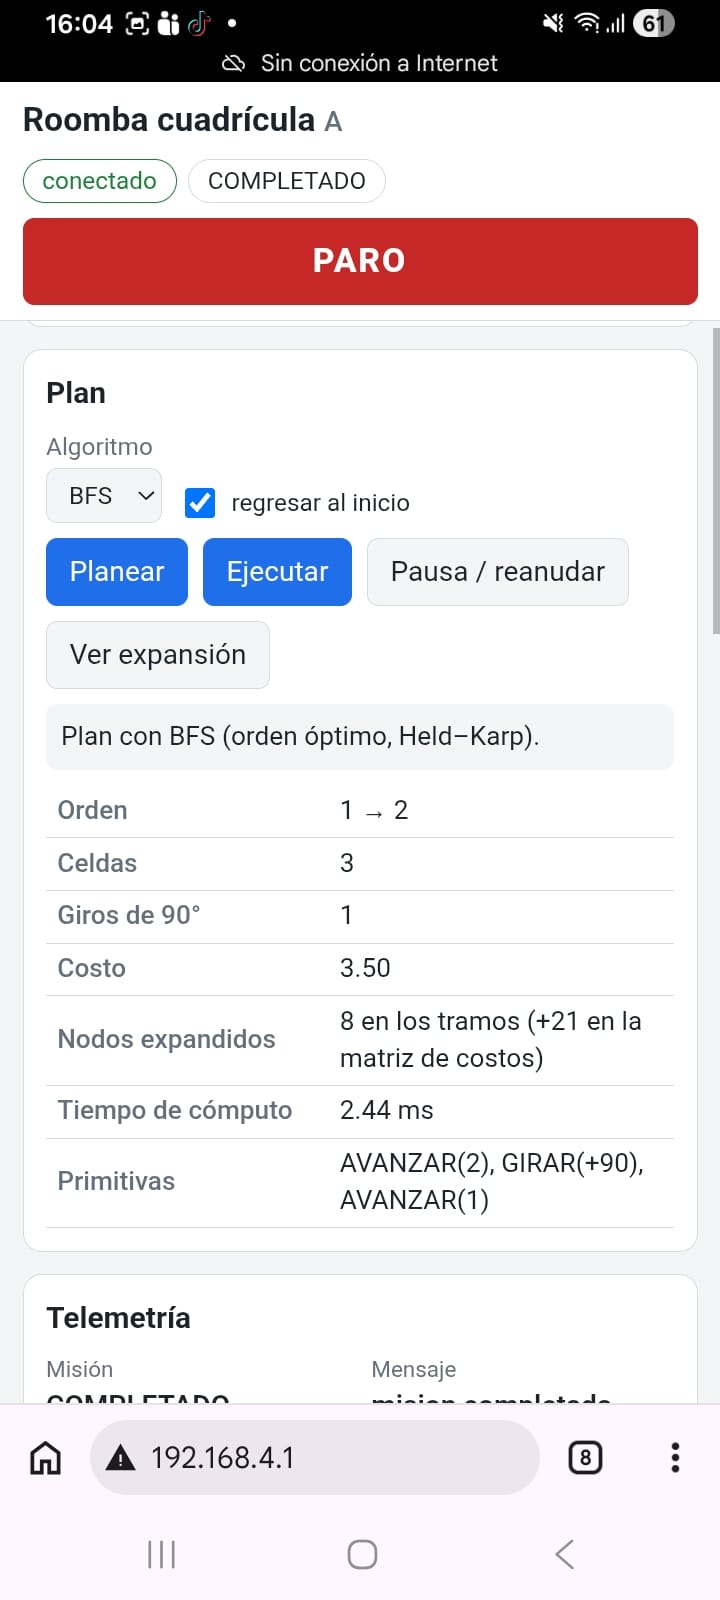 16:04
61
Sin conexión a Internet
Roomba cuadrícula A
conectado
COMPLETADO
PARO
Plan
Algoritmo
BFS
regresar al inicio
Planear
Ejecutar
Pausa / reanudar
Ver expansión
Plan con BFS (orden óptimo, Held–Karp).
Orden 1 → 2
Celdas 3
Giros de 90° 1
Costo 3.50
Nodos expandidos 8 en los tramos (+21 en la
matriz de costos)
Tiempo de cómputo 2.44 ms
Primitivas AVANZAR(2), GIRAR(+90),
AVANZAR(1)
Telemetría
Misión Mensaje
COMPLETADO mision completada
192.168.4.1
8